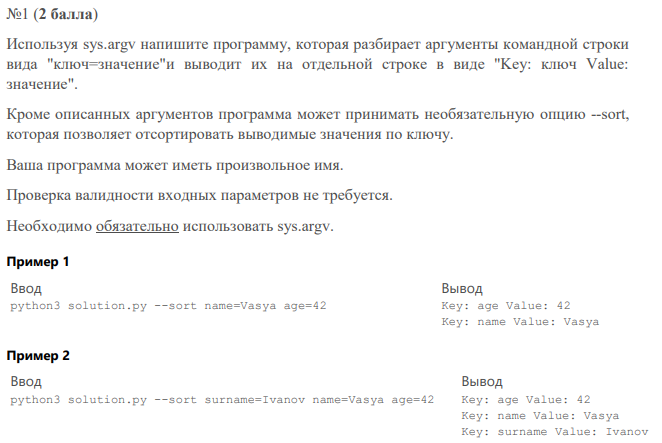 №1 (2 балла)
Используя sys.argv напишите программу, которая разбирает аргументы командной строки
вида "ключ=значение"и выводит их на отдельной строке в виде "Key: ключ Value:
значение".
Кроме описанных аргументов программа может принимать необязательную опцию --sort,
которая позволяет отсортировать выводимые значения по ключу.
Ваша программа может иметь произвольное имя.
Проверка валидности входных параметров не требуется.
Необходимо обязательно использовать sys.argv.
Пример 1
Ввод Вывод
python3 solution.py --sort name=Vasya age=42 Key: age Value: 42
Key: name Value: Vasya
Пример 2
Ввод Вывод
python3 solution.py --sort surname=Ivanov name=Vasya age=42 Key: age Value: 42
Key: name Value: Vasya
Key: surname Value: Ivanov